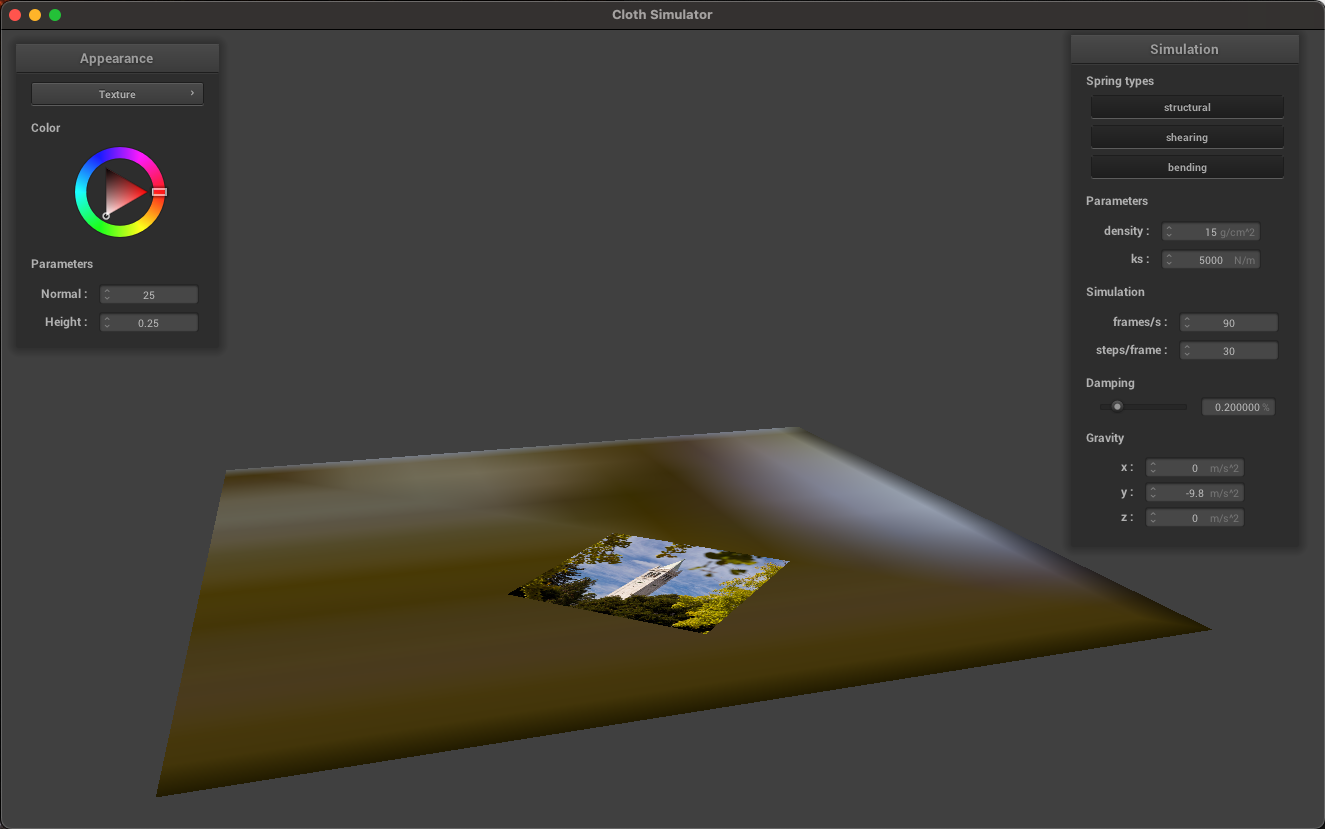 Cloth Simulator
Appearance
Texture
Color
Parameters
Normal : 25
Height : 0.25
Simulation
Spring types
structural
shearing
bending
Parameters
density : 15 g/cm^2
ks : 5000 N/m
Simulation
frames/s : 90
steps/frame : 30
Damping
0.200000 %
Gravity
x : 0 m/s^2
y : -9.8 m/s^2
z : 0 m/s^2